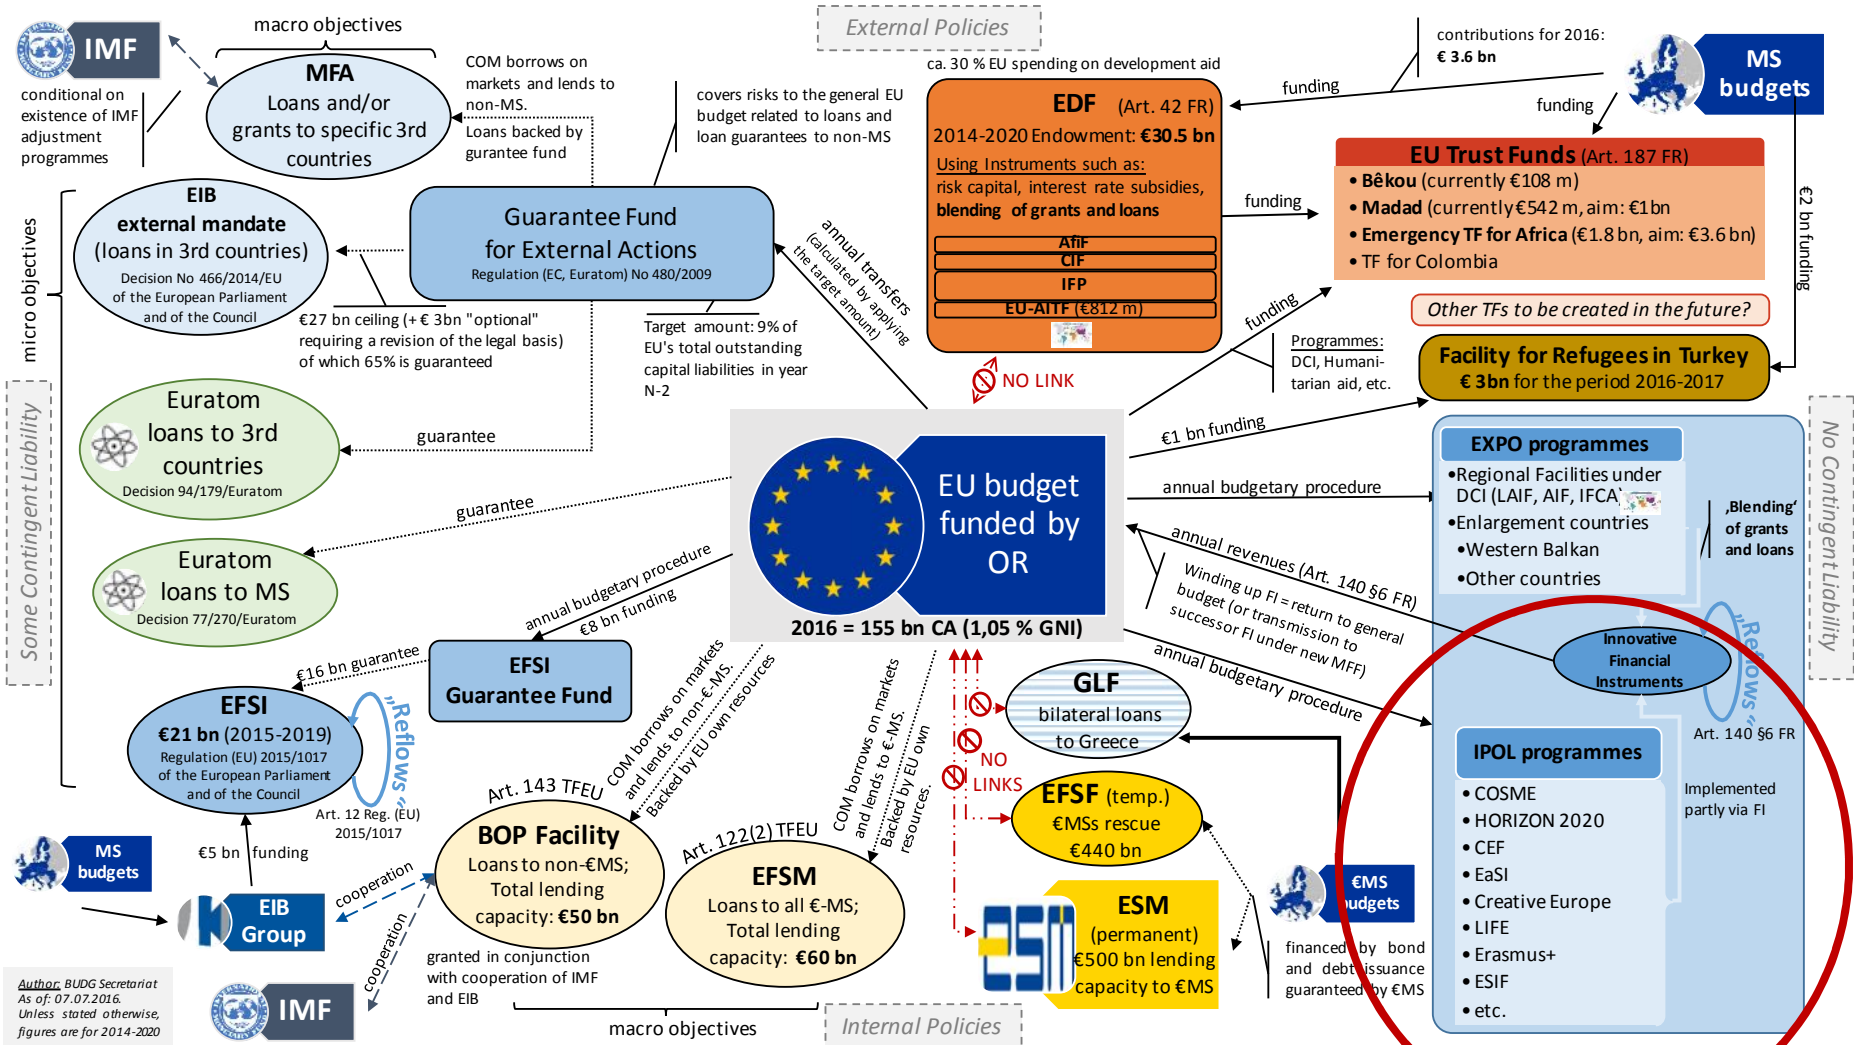 External Policies
IMF
conditional on
existence of IMF
adjustment
programmes
macro objectives
MFA
Loans and/or
grants to specific 3rd
countries
COM borrows on
markets and lends to
non-MS.
Loans backed by
gurantee fund
covers risks to the general EU
budget related to loans and
loan guarantees to non-MS
micro objectives
EIB
external mandate
(loans in 3rd countries)
Decision No 466/2014/EU
of the European Parliament
and of the Council
Guarantee Fund
for External Actions
Regulation (EC, Euratom) No 480/2009
€27 bn ceiling (+ € 3bn "optional"
requiring a revision of the legal basis)
of which 65% is guaranteed
Target amount: 9% of
EU's total outstanding
capital liabilities in year
N-2
annual transfers
(calculated by applying
the target amount)
ca. 30 % EU spending on development aid
EDF (Art. 42 FR)
2014-2020 Endowment: €30.5 bn
Using Instruments such as:
risk capital, interest rate subsidies,
blending of grants and loans
AfiF
CIF
IFP
EU-AITF (€812 m)
NO LINK
funding
contributions for 2016:
€ 3.6 bn
funding
MS
budgets
funding
EU Trust Funds (Art. 187 FR)
• Bêkou (currently €108 m)
• Madad (currently €542 m, aim: €1bn
• Emergency TF for Africa (€1.8 bn, aim: €3.6 bn)
• TF for Colombia
€2 bn funding
Other TFs to be created in the future?
funding
Programmes:
DCI, Humani-
tarian aid, etc.
Facility for Refugees in Turkey
€ 3bn for the period 2016-2017
€1 bn funding
Some Contingent Liability
No Contingent Liability
Euratom
loans to 3rd
countries
Decision 94/179/Euratom
guarantee
Euratom
loans to MS
Decision 77/270/Euratom
guarantee
EU budget
funded by
OR
2016 = 155 bn CA (1,05 % GNI)
annual budgetary procedure
EXPO programmes
•Regional Facilities under
DCI (LAIF, AIF, IFCA)
•Enlargement countries
•Western Balkan
•Other countries
‚Blending‘
of grants
and loans
annual revenues (Art. 140 §6 FR)
Winding up FI = return to general
budget (or transmission to
successor FI under new MFF)
annual budgetary procedure
Innovative
Financial
Instruments
„Reflows“
Art. 140 §6 FR
IPOL programmes
• COSME
• HORIZON 2020
• CEF
• EaSI
• Creative Europe
• LIFE
• Erasmus+
• ESIF
• etc.
Implemented
partly via FI
annual budgetary procedure
€8 bn funding
EFSI
Guarantee Fund
€16 bn guarantee
EFSI
€21 bn (2015-2019)
Regulation (EU) 2015/1017
of the European Parliament
and of the Council
„Reflows“
Art. 12 Reg. (EU)
2015/1017
MS
budgets
€5 bn funding
EIB
Group
cooperation
cooperation
IMF
COM borrows on markets
and lends to non-€-MS.
Backed by EU own resources
Art. 143 TFEU
BOP Facility
Loans to non-€MS;
Total lending
capacity: €50 bn
granted in conjunction
with cooperation of IMF
and EIB
COM borrows on markets
and lends to €-MS.
Backed by EU own
resources.
Art. 122(2) TFEU
EFSM
Loans to all €-MS;
Total lending
capacity: €60 bn
macro objectives
NO
LINKS
GLF
bilateral loans
to Greece
EFSF (temp.)
€MSs rescue
€440 bn
esm
ESM
(permanent)
€500 bn lending
capacity to €MS
€MS
budgets
financed by bond
and debt issuance
guaranteed by €MS
Internal Policies
Author: BUDG Secretariat
As of: 07.07.2016.
Unless stated otherwise,
figures are for 2014-2020